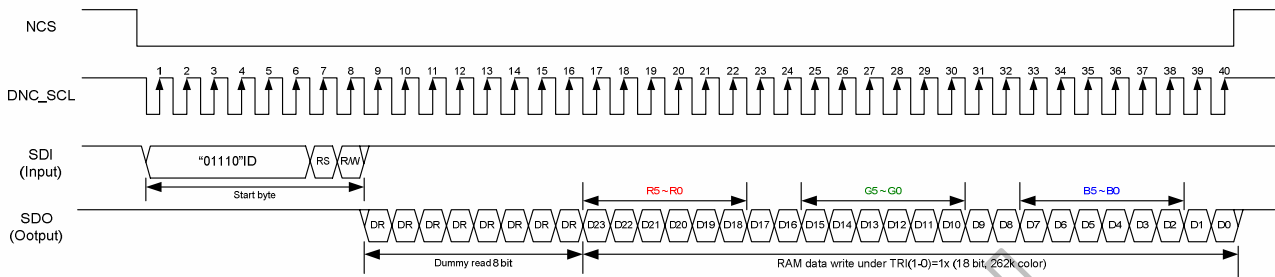 NCS
1 2 3 4 5 6 7 8 9 10 11 12 13 14 15 16 17 18 19 20 21 22 23 24 25 26 27 28 29 30 31 32 33 34 35 36 37 38 39 40
DNC_SCL
SDI
(Input)
"01110"ID RS R/W
Start byte
R5~R0 G5~G0 B5~B0
SDO
(Ootput)
DR DR DR DR DR DR DR DR D23 D22 D21 D20 D19 D18 D17 D16 D15 D14 D13 D12 D11 D10 D9 D8 D7 D6 D5 D4 D3 D2 D1 D0
Dummy read 8 bit
RAM data write under TRI(1-0)=1x (18 bit, 262k color)